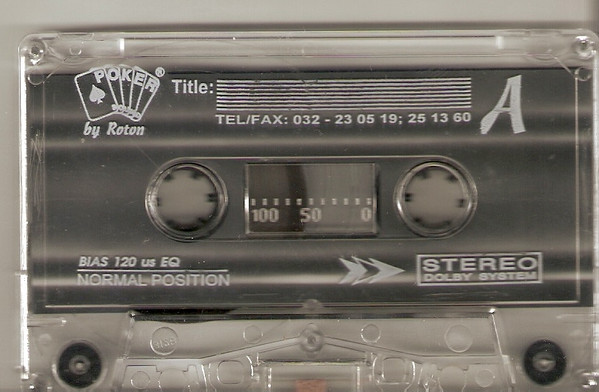 POKER®
by Roton
Title:
TEL/FAX: 032 - 23 05 19; 25 13 60
A
100 50 0
BIAS 120 us EQ
NORMAL POSITION
STEREO
DOLBY SYSTEM